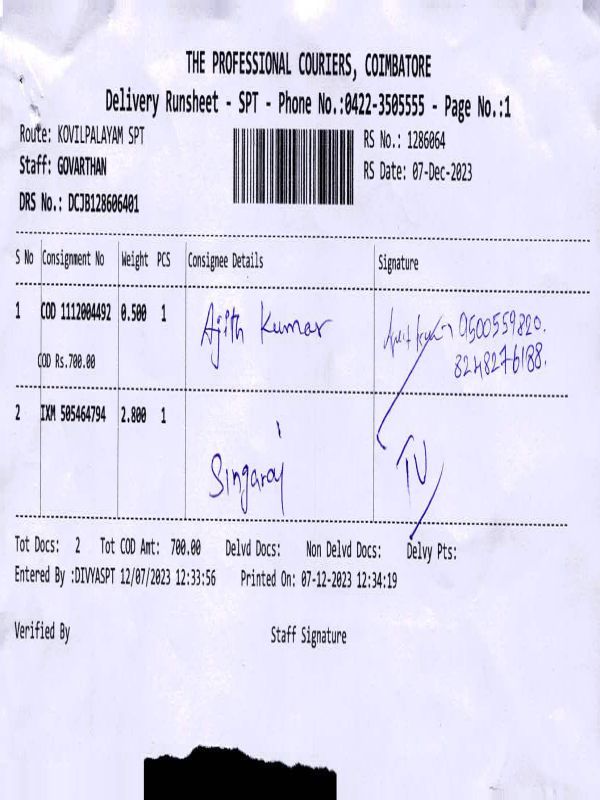 THE PROFESSIONAL COURIERS, COIMBATORE
Delivery Runsheet - SPT - Phone No.:0422-3505555 - Page No.:1
Route: KOVILPALAYAM SPT RS No.: 1286064
Staff: GOVARTHAN RS Date: 07-Dec-2023
DRS No.: DCJB128606401
S No Consignment No Weight PCS Consignee Details Signature
1 COD 1112004492 0.500 1 Ajith Kumar 9500559820.
COD Rs.700.00 8248276188.
2 IXM 505464794 2.800 1
Singaraj
Tot Docs: 2 Tot COD Amt: 700.00 Delvd Docs: Non Delvd Docs: Delvy Pts:
Entered By :DIVYASPT 12/07/2023 12:33:56 Printed On: 07-12-2023 12:34:19
Verified By Staff Signature